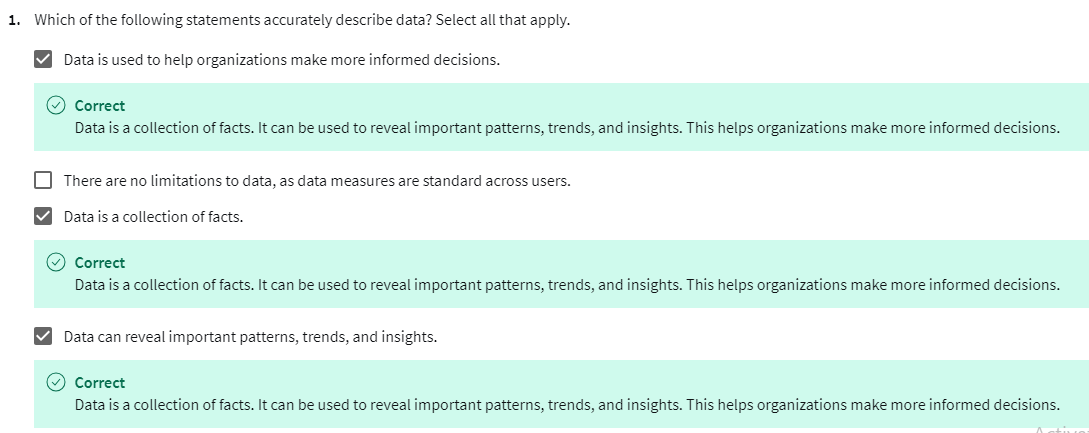 1. Which of the following statements accurately describe data? Select all that apply.
Data is used to help organizations make more informed decisions.
Correct
Data is a collection of facts. It can be used to reveal important patterns, trends, and insights. This helps organizations make more informed decisions.
There are no limitations to data, as data measures are standard across users.
Data is a collection of facts.
Correct
Data is a collection of facts. It can be used to reveal important patterns, trends, and insights. This helps organizations make more informed decisions.
Data can reveal important patterns, trends, and insights.
Correct
Data is a collection of facts. It can be used to reveal important patterns, trends, and insights. This helps organizations make more informed decisions.